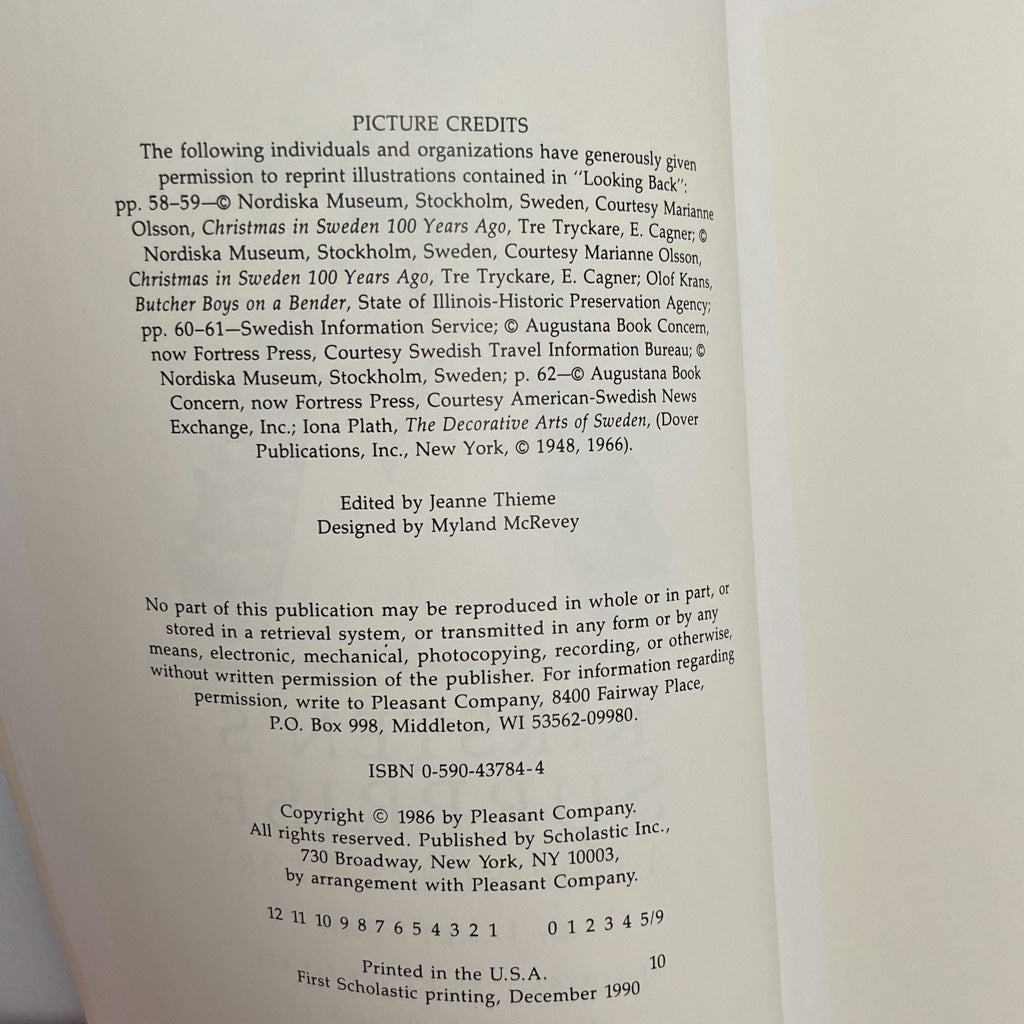 PICTURE CREDITS
The following individuals and organizations have generously given
permission to reprint illustrations contained in "Looking Back":
pp. 58–59—© Nordiska Museum, Stockholm, Sweden, Courtesy Marianne
Olsson, Christmas in Sweden 100 Years Ago, Tre Tryckare, E. Cagner; ©
Nordiska Museum, Stockholm, Sweden, Courtesy Marianne Olsson,
Christmas in Sweden 100 Years Ago, Tre Tryckare, E. Cagner; Olof Krans,
Butcher Boys on a Bender, State of Illinois-Historic Preservation Agency;
pp. 60–61—Swedish Information Service; © Augustana Book Concern,
now Fortress Press, Courtesy Swedish Travel Information Bureau; ©
Nordiska Museum, Stockholm, Sweden; p. 62—© Augustana Book
Concern, now Fortress Press, Courtesy American-Swedish News
Exchange, Inc.; Iona Plath, The Decorative Arts of Sweden, (Dover
Publications, Inc., New York, © 1948, 1966).
Edited by Jeanne Thieme
Designed by Myland McRevey
No part of this publication may be reproduced in whole or in part, or
stored in a retrieval system, or transmitted in any form or by any
means, electronic, mechanical, photocopying, recording, or otherwise,
without written permission of the publisher. For information regarding
permission, write to Pleasant Company, 8400 Fairway Place,
P.O. Box 998, Middleton, WI 53562-09980.
ISBN 0-590-43784-4
Copyright © 1986 by Pleasant Company.
All rights reserved. Published by Scholastic Inc.,
730 Broadway, New York, NY 10003,
by arrangement with Pleasant Company.
12 11 10 9 8 7 6 5 4 3 2 1 0 1 2 3 4 5/9
Printed in the U.S.A. 10
First Scholastic printing, December 1990